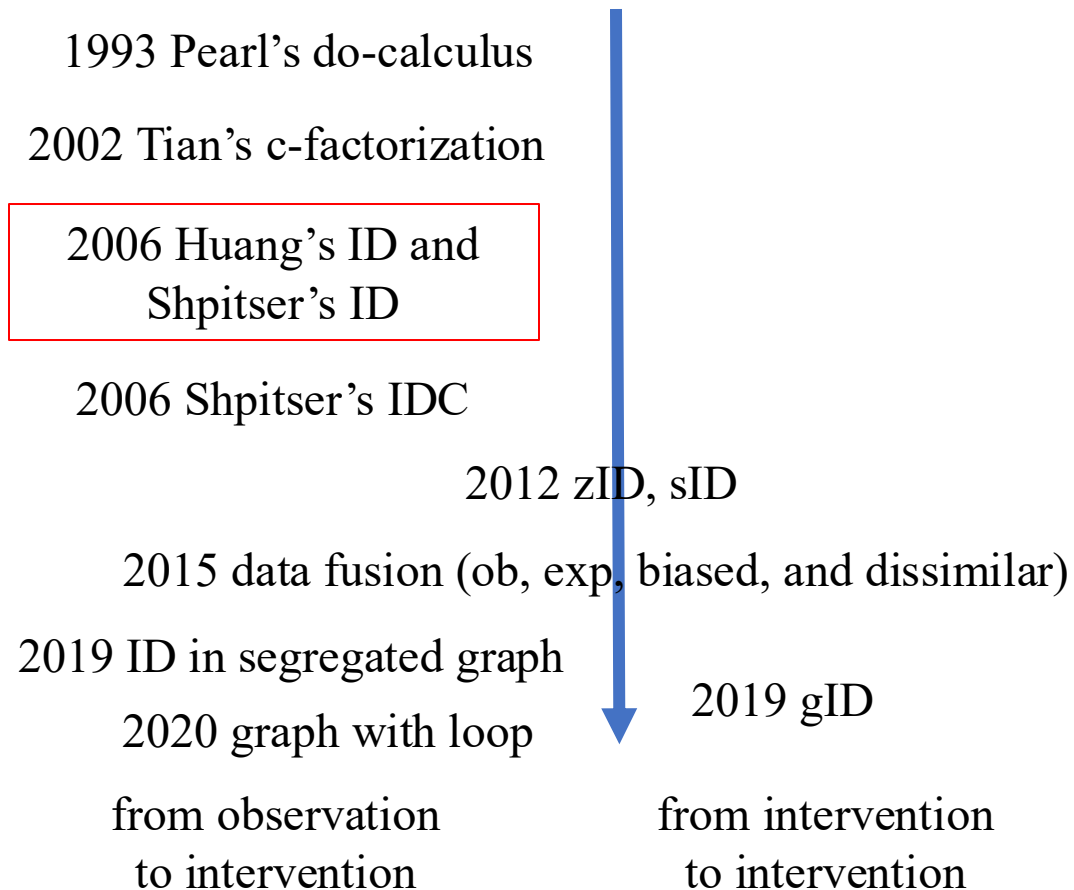 1993 Pearl’s do-calculus
2002 Tian’s c-factorization
2006 Huang’s ID and
Shpitser’s ID
2006 Shpitser’s IDC
2012 zID, sID
2015 data fusion (ob, exp, biased, and dissimilar)
2019 ID in segregated graph
2019 gID
2020 graph with loop
from observation
to intervention
from intervention
to intervention